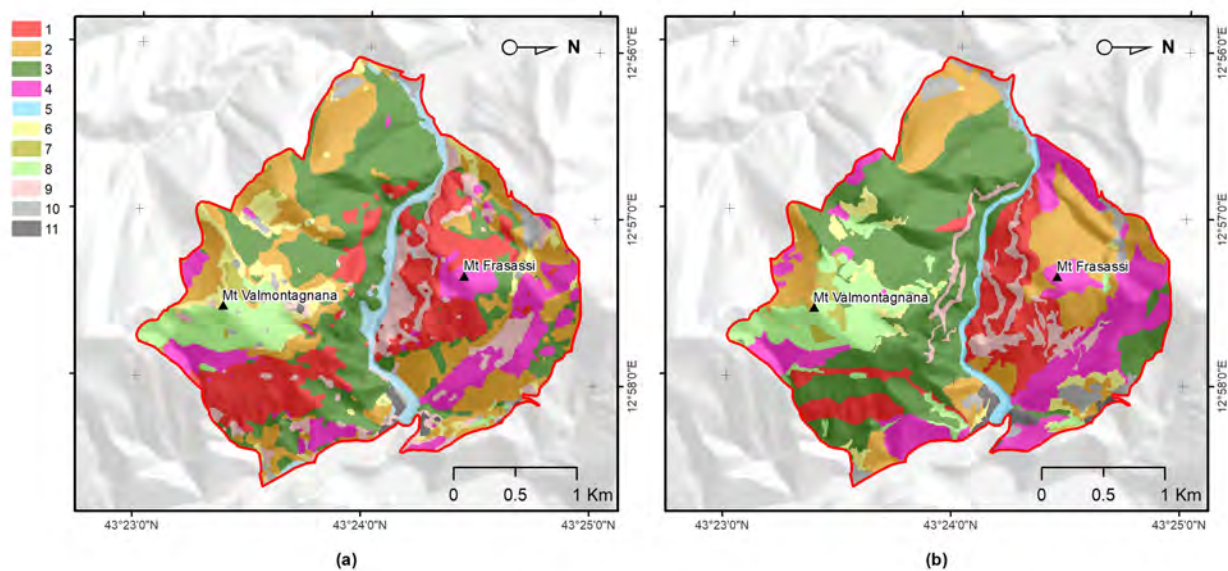 1
2
3
4
5
6
7
8
9
10
11
N
12°56'0"E
12°57'0"E
12°58'0"E
Mt Frasassi
Mt Valmontagnana
0 0.5 1 Km
43°23'0"N 43°24'0"N 43°25'0"N
(a)
N
12°56'0"E
12°57'0"E
12°58'0"E
Mt Frasassi
Mt Valmontagnana
0 0.5 1 Km
43°23'0"N 43°24'0"N 43°25'0"N
(b)